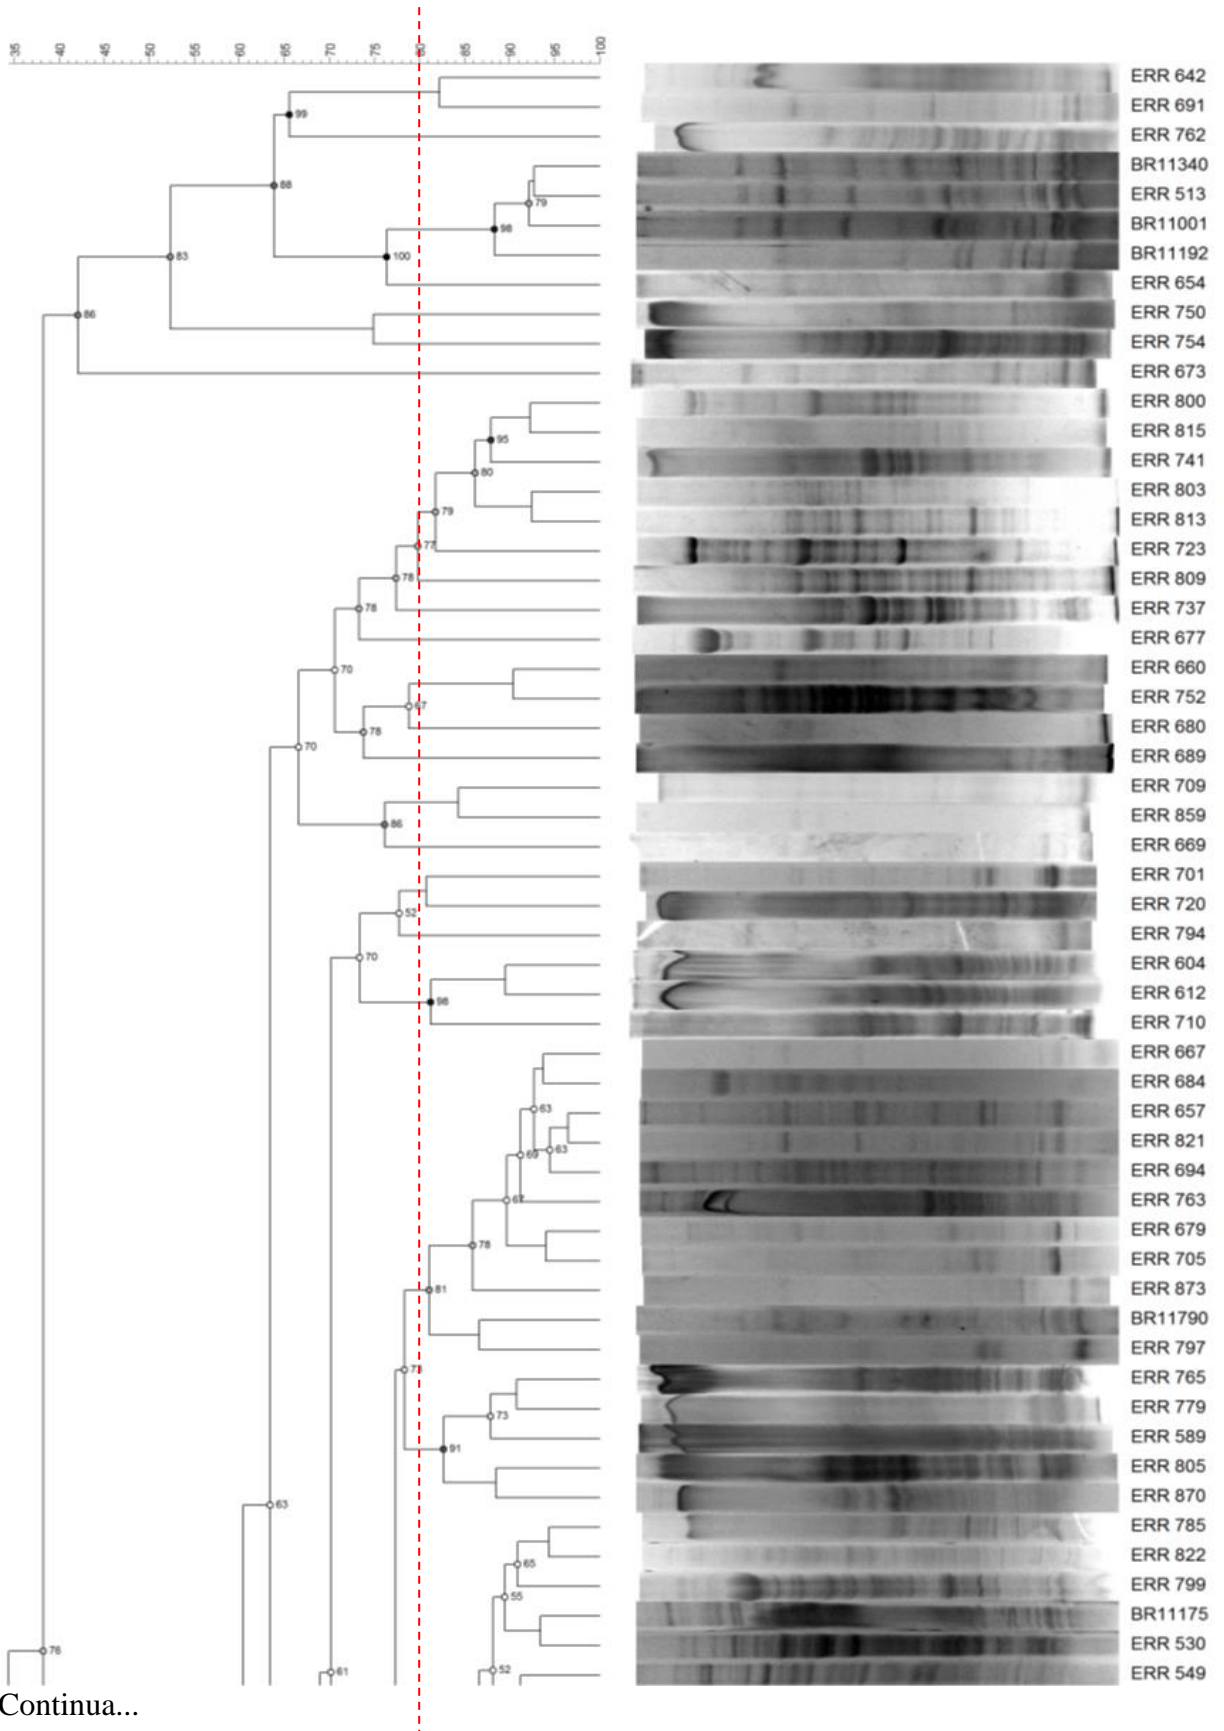 35 40 45 50 55 60 65 70 75 80 85 90 95 100
ERR 642
ERR 691
99
ERR 762
BR11340
88
ERR 513
79
BR11001
98
BR11192
83
100
ERR 654
ERR 750
86
ERR 754
ERR 673
ERR 800
ERR 815
95
ERR 741
80
ERR 803
79
ERR 813
77
ERR 723
78
ERR 809
78
ERR 737
ERR 677
70
ERR 660
ERR 752
67
ERR 680
78
70
ERR 689
ERR 709
ERR 859
86
ERR 669
ERR 701
ERR 720
52
ERR 794
70
ERR 604
ERR 612
98
ERR 710
ERR 667
ERR 684
63
ERR 657
ERR 821
69
63
ERR 694
67
ERR 763
ERR 679
78
ERR 705
81
ERR 873
BR11790
ERR 797
73
ERR 765
ERR 779
73
ERR 589
91
ERR 805
ERR 870
63
ERR 785
ERR 822
65
ERR 799
55
BR11175
ERR 530
76
ERR 549
61
52
Continua...